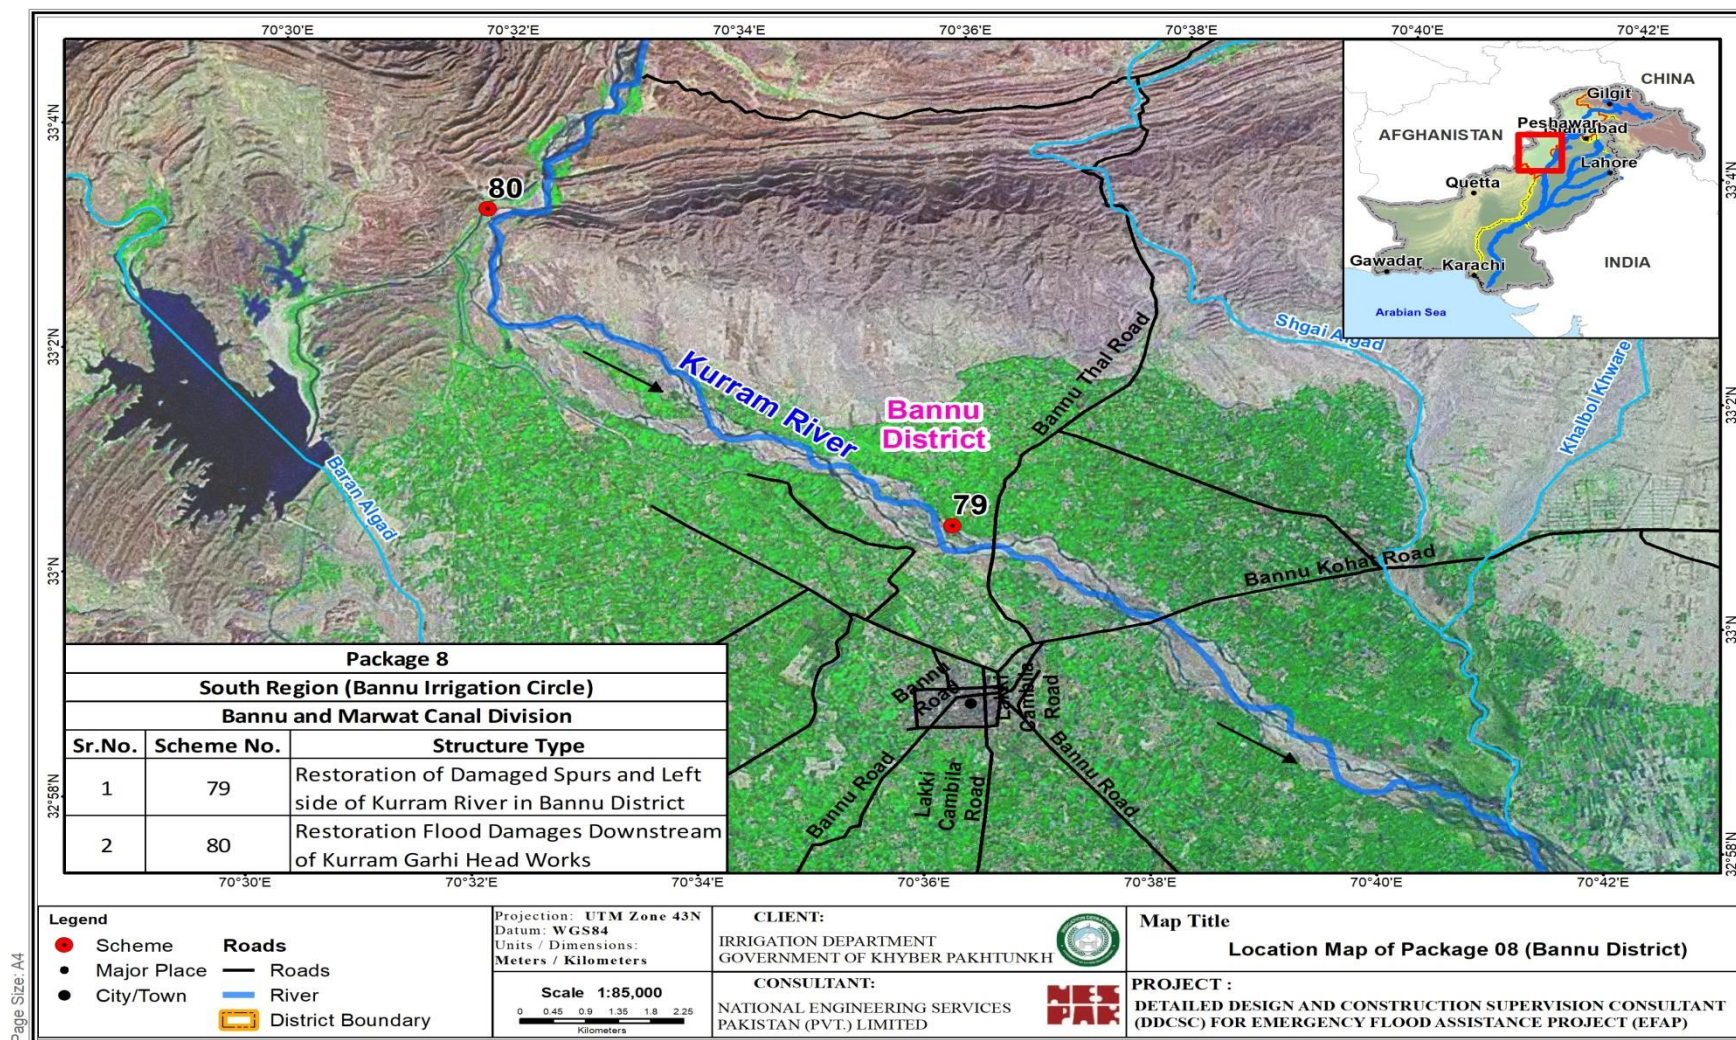 70°30'E
70°32'E
70°34'E
70°36'E
70°38'E
70°40'E
70°42'E
33°4'N
33°2'N
33°N
32°58'N
33°4'N
33°2'N
33°N
32°58'N
80
79
Kurram River
Bannu
District
Bannu Thal Road
Bannu Kohat Road
Shgai Algad
Khalbol Khware
Baran Algad
Bannu
Road
Lakki
Cambila
Road
Bannu Road
Lakki
Cambila
Road
Bannu Road
CHINA
Gilgit
AFGHANISTAN
Peshawar
Islamabad
Lahore
Quetta
Gawadar
Karachi
INDIA
Arabian Sea
Package 8
South Region (Bannu Irrigation Circle)
Bannu and Marwat Canal Division
Sr.No. Scheme No. Structure Type
1 79 Restoration of Damaged Spurs and Left
side of Kurram River in Bannu District
2 80 Restoration Flood Damages Downstream
of Kurram Garhi Head Works
70°30'E
70°32'E
70°34'E
70°36'E
70°38'E
70°40'E
70°42'E
Page Size: A4
Legend
Scheme
Major Place
City/Town
Roads
Roads
River
District Boundary
Projection: UTM Zone 43N
Datum: WGS84
Units / Dimensions:
Meters / Kilometers
Scale 1:85,000
0 0.45 0.9 1.35 1.8 2.25
Kilometers
CLIENT:
IRRIGATION DEPARTMENT
GOVERNMENT OF KHYBER PAKHTUNKH
CONSULTANT:
NATIONAL ENGINEERING SERVICES
PAKISTAN (PVT.) LIMITED
NES
PAK
Map Title
Location Map of Package 08 (Bannu District)
PROJECT :
DETAILED DESIGN AND CONSTRUCTION SUPERVISION CONSULTANT
(DDCSC) FOR EMERGENCY FLOOD ASSISTANCE PROJECT (EFAP)